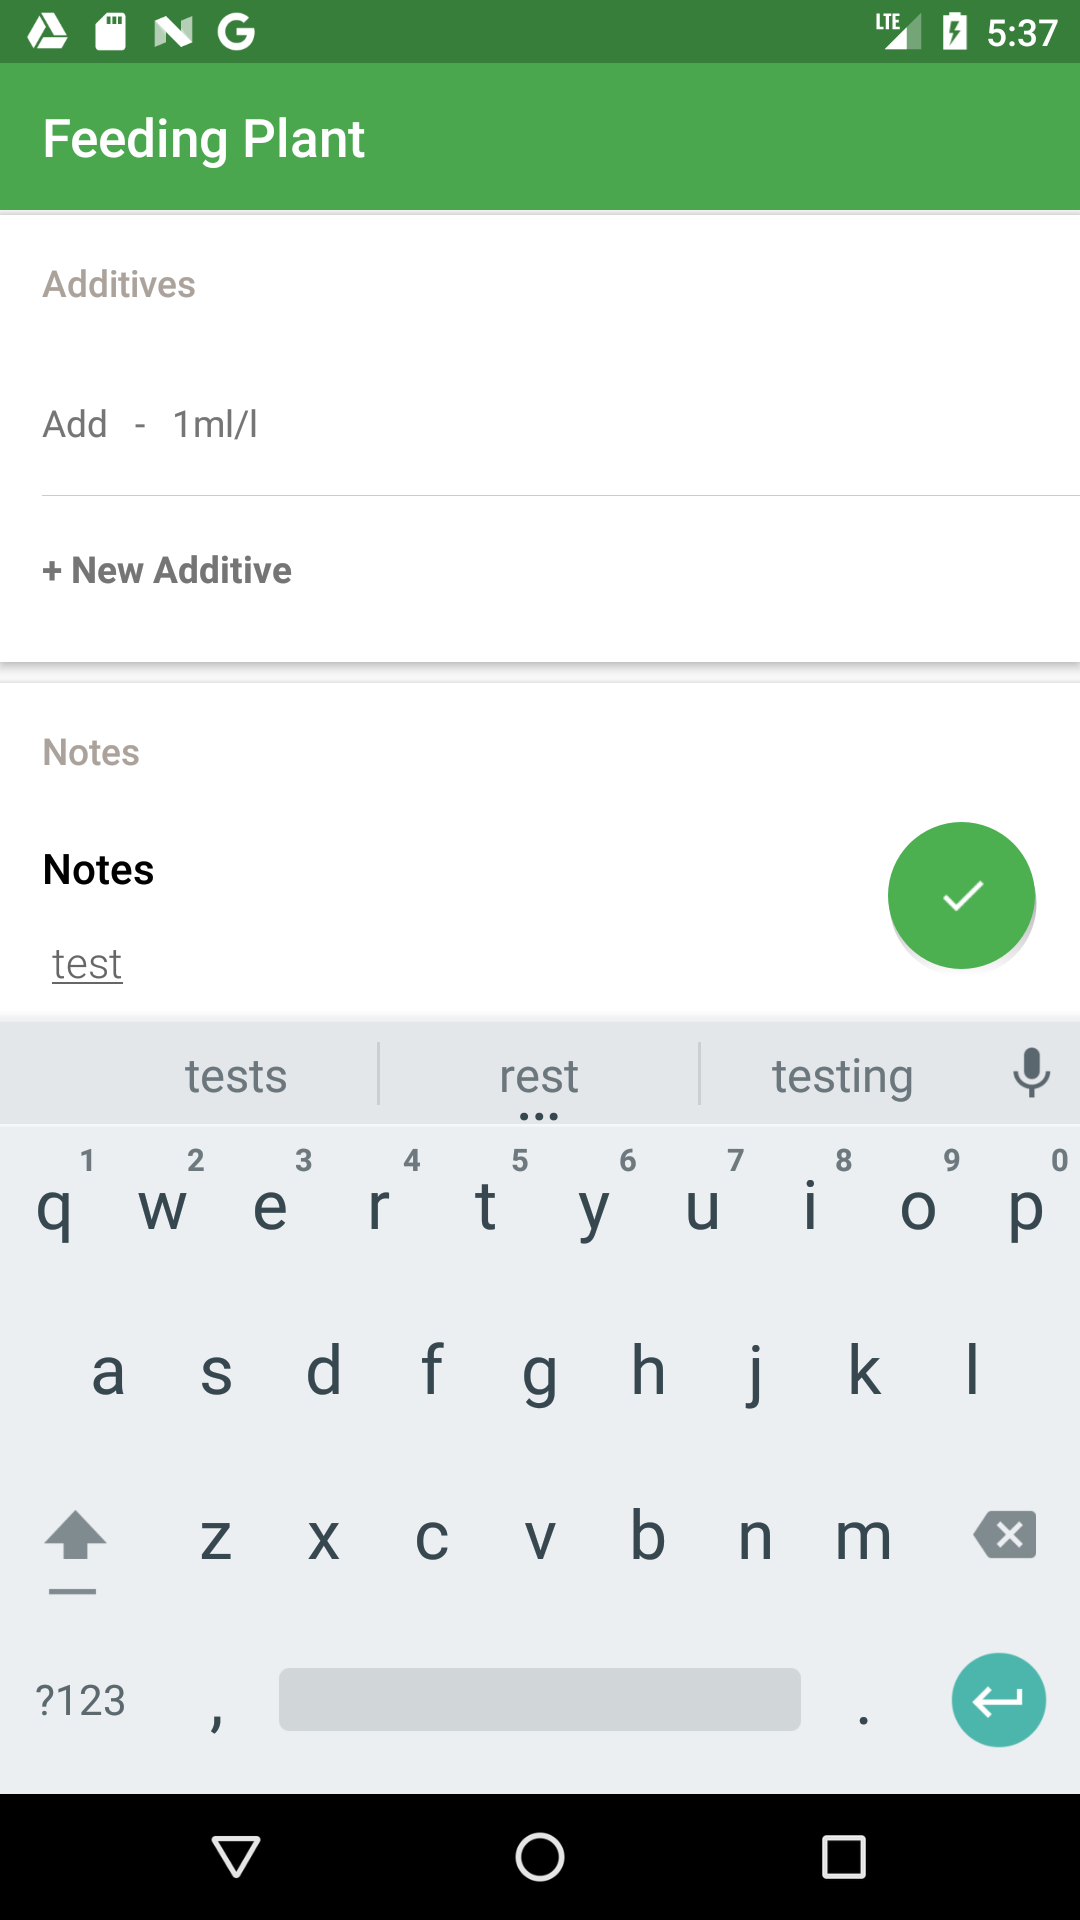 LTE 5:37
Feeding Plant
Additives
Add - 1ml/l
+ New Additive
Notes
Notes
test
tests rest testing
1 2 3 4 5 6 7 8 9 0
q w e r t y u i o p
a s d f g h j k l
z x c v b n m
?123 , .